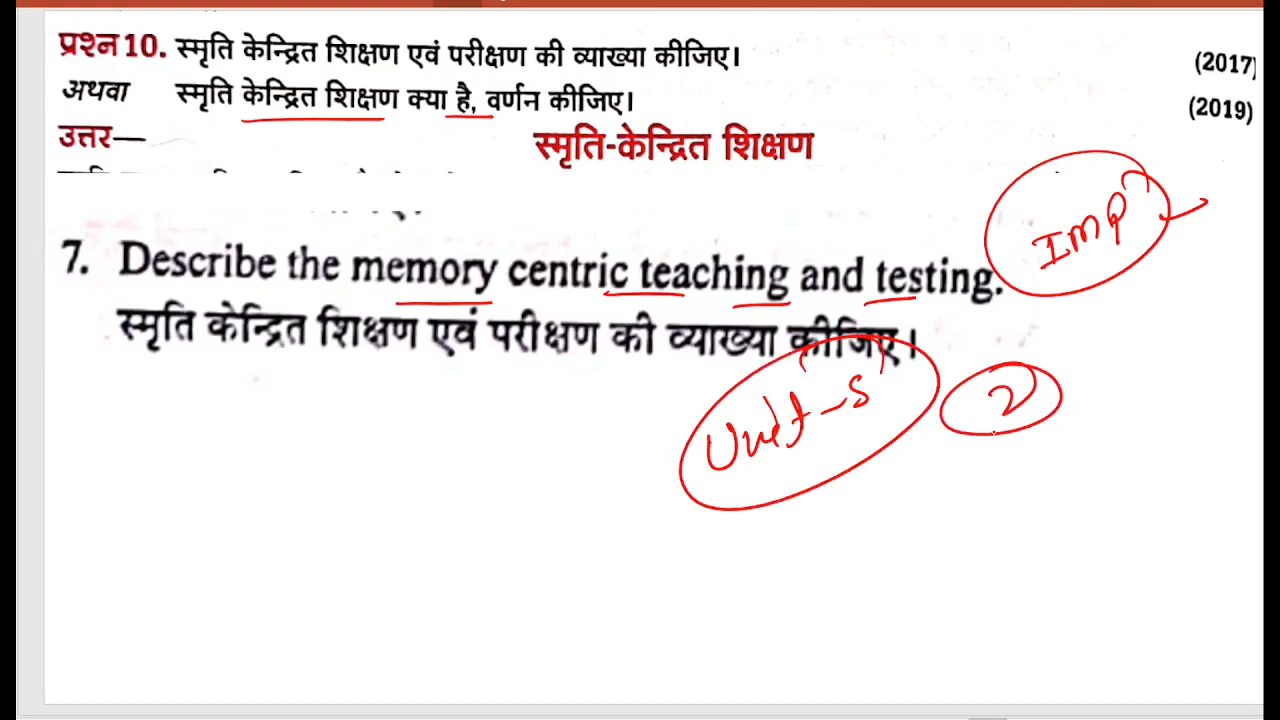 प्रश्न 10. स्मृति केन्द्रित शिक्षण एवं परीक्षण की व्याख्या कीजिए। (2017)
अथवा स्मृति केन्द्रित शिक्षण क्या है, वर्णन कीजिए। (2019)
उत्तर—
स्मृति-केन्द्रित शिक्षण
IMP
7. Describe the memory centric teaching and testing.
स्मृति केन्द्रित शिक्षण एवं परीक्षण की व्याख्या कीजिए।
Unit-5
2